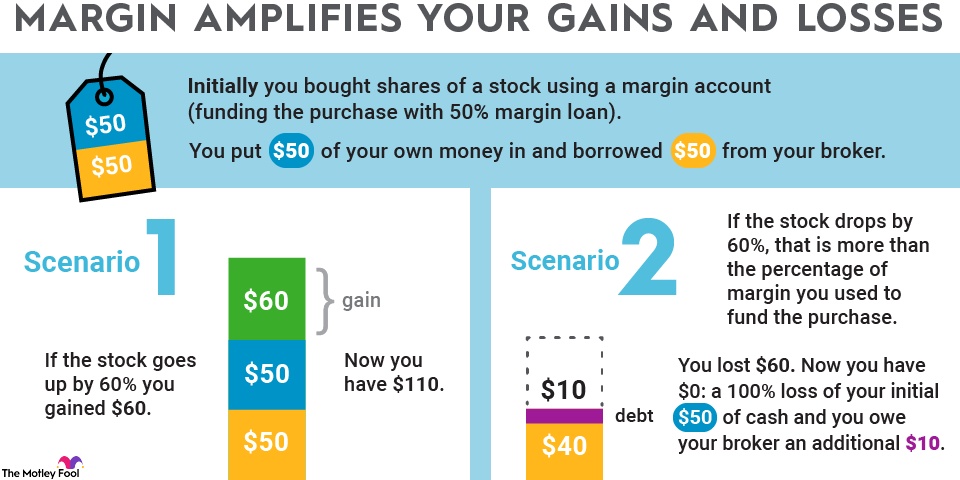 MARGIN AMPLIFIES YOUR GAINS AND LOSSES
$50
$50
Initially you bought shares of a stock using a margin account
(funding the purchase with 50% margin loan).
You put $50 of your own money in and borrowed $50 from your broker.
Scenario 1
$60
gain
$50
$50
If the stock goes
up by 60% you
gained $60.
Now you
have $110.
The Motley Fool
Scenario 2
If the stock drops by
60%, that is more than
the percentage of
margin you used to
fund the purchase.
$10
debt
$40
You lost $60. Now you have
$0: a 100% loss of your initial
$50 of cash and you owe
your broker an additional $10.